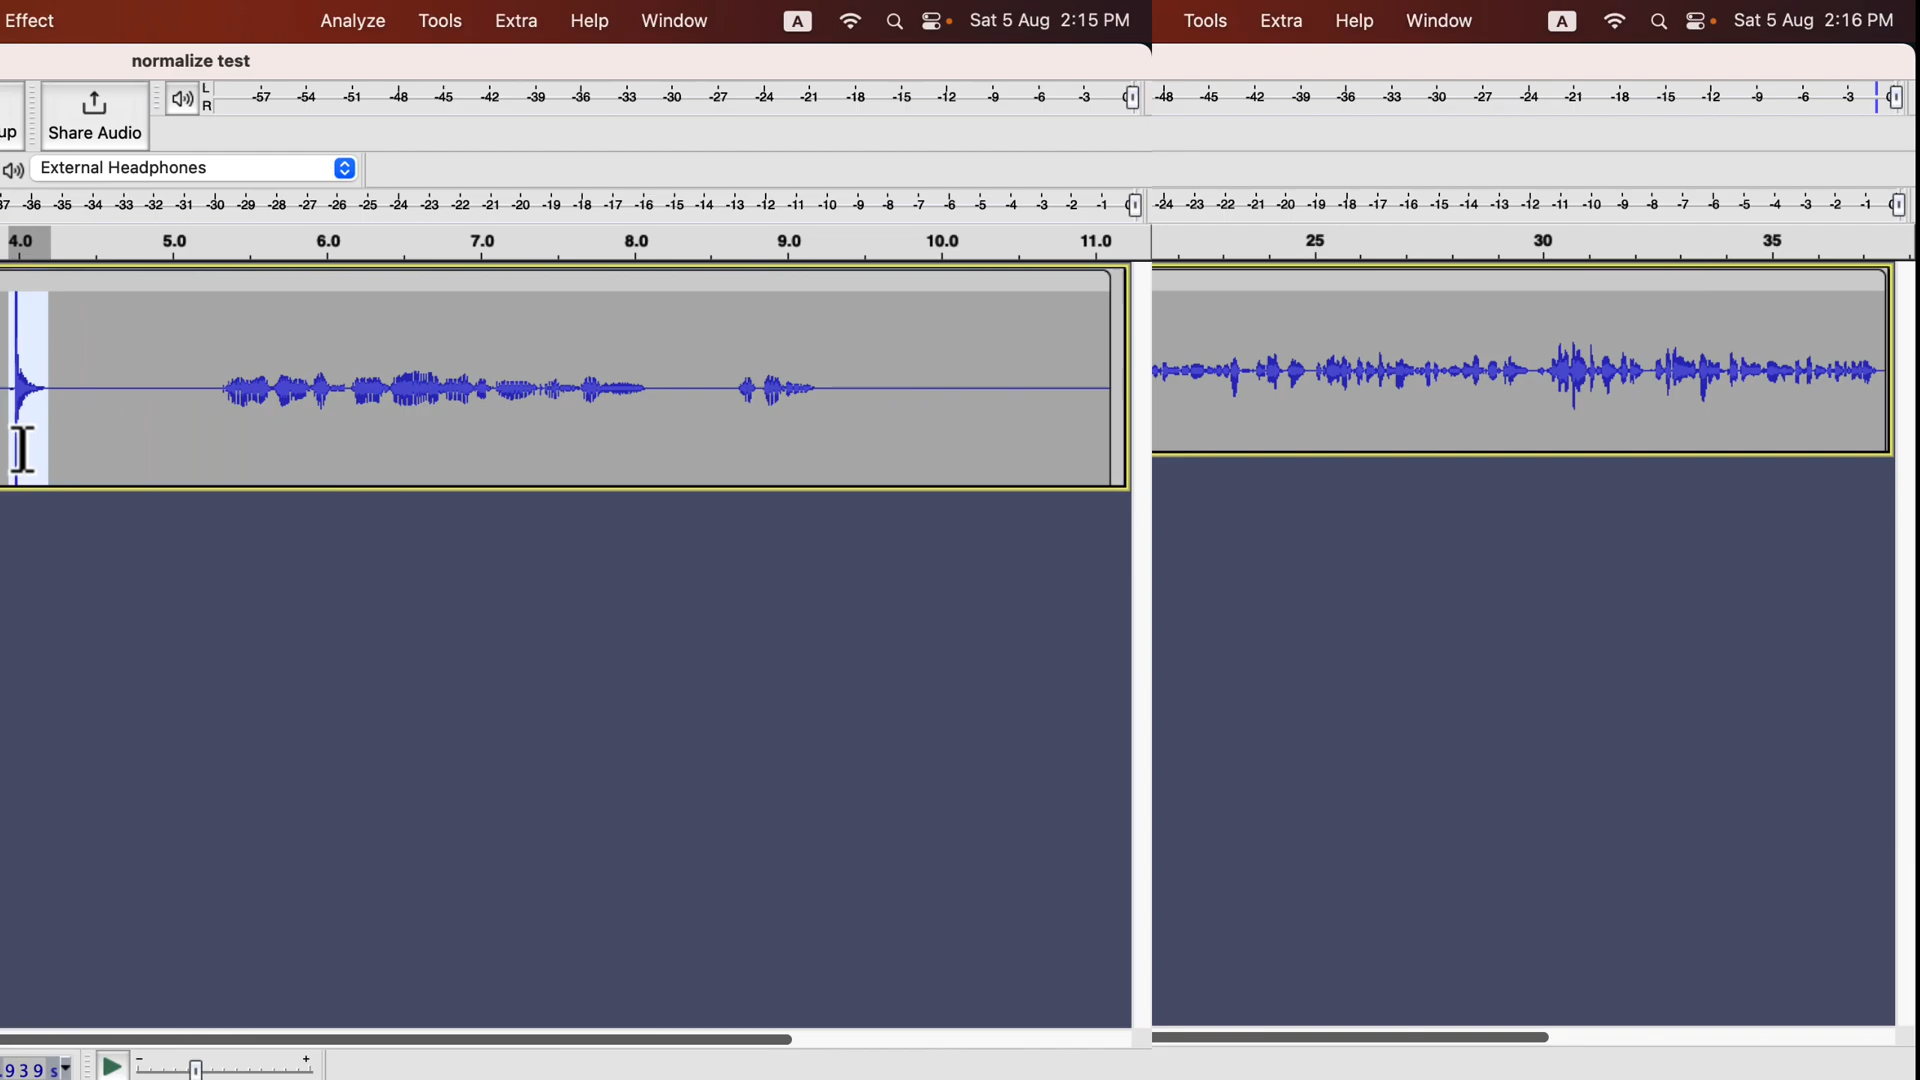 Effect Analyze Tools Extra Help Window A Sat 5 Aug 2:15 PM
Tools Extra Help Window A Sat 5 Aug 2:16 PM
normalize test
L
R
-57 -54 -51 -48 -45 -42 -39 -36 -33 -30 -27 -24 -21 -18 -15 -12 -9 -6 -3
-48 -45 -42 -39 -36 -33 -30 -27 -24 -21 -18 -15 -12 -9 -6 -3
up Share Audio
External Headphones
37 -36 -35 -34 -33 -32 -31 -30 -29 -28 -27 -26 -25 -24 -23 -22 -21 -20 -19 -18 -17 -16 -15 -14 -13 -12 -11 -10 -9 -8 -7 -6 -5 -4 -3 -2 -1
-24 -23 -22 -21 -20 -19 -18 -17 -16 -15 -14 -13 -12 -11 -10 -9 -8 -7 -6 -5 -4 -3 -2 -1
4.0 5.0 6.0 7.0 8.0 9.0 10.0 11.0
25 30 35
.939 s
- +